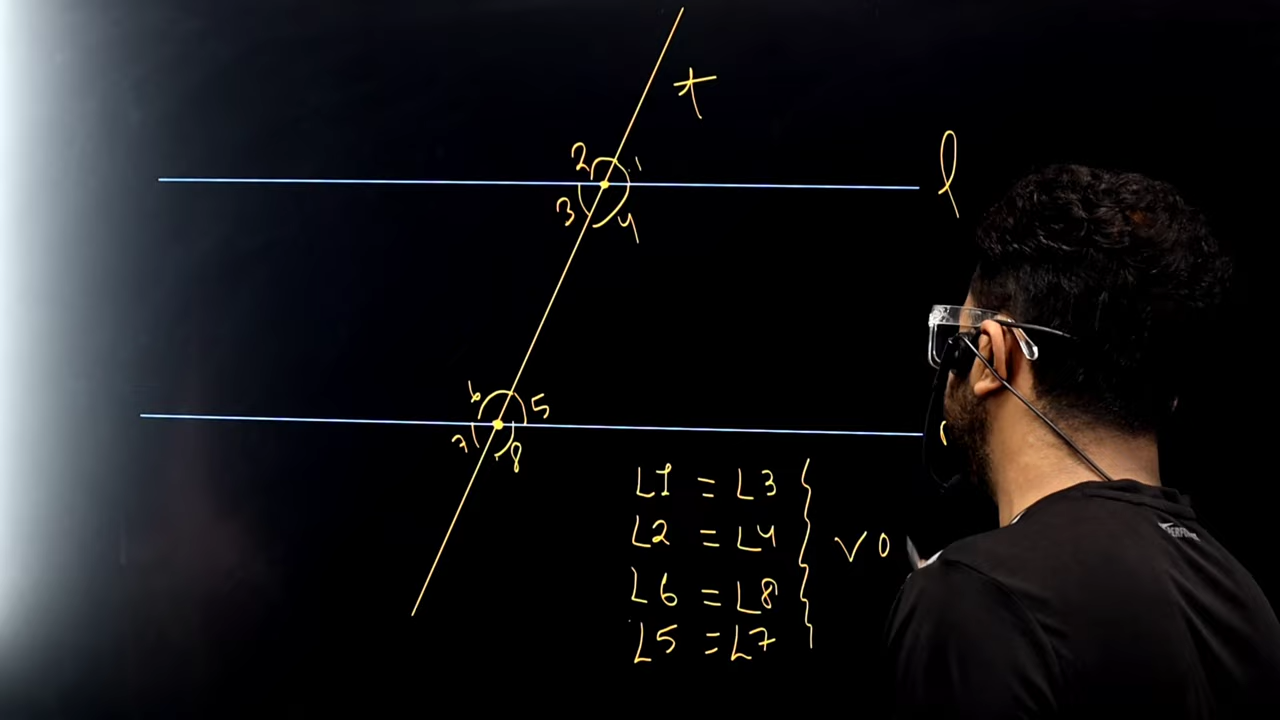 t
l
2 1
3 4
6 5
7 8
∠1 = ∠3
∠2 = ∠4
∠6 = ∠8
∠5 = ∠7
VO